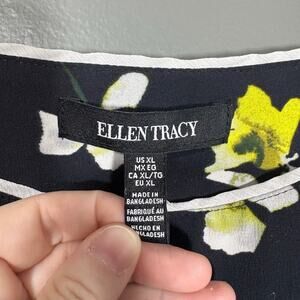 ELLEN TRACY
US XL
MX EG
CA XL/TG
EU XL
MADE IN
BANGLADESH
FABRIQUÉ AU
BANGLADESH
HECHO EN
BANGLADESH